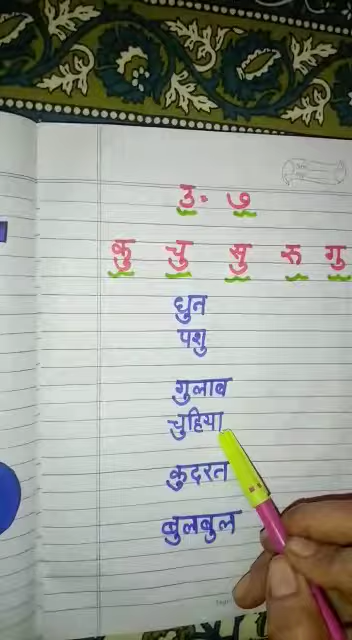 उ = ु
कु चु षु रु गु
धुन
पशु
गुलाब
चुहिया
कुदरत
बुलबुल